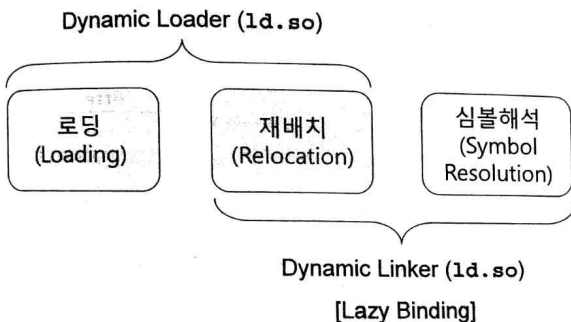 Dynamic Loader (ld.so)
로딩
(Loading)
재배치
(Relocation)
심볼해석
(Symbol
Resolution)
Dynamic Linker (ld.so)
[Lazy Binding]